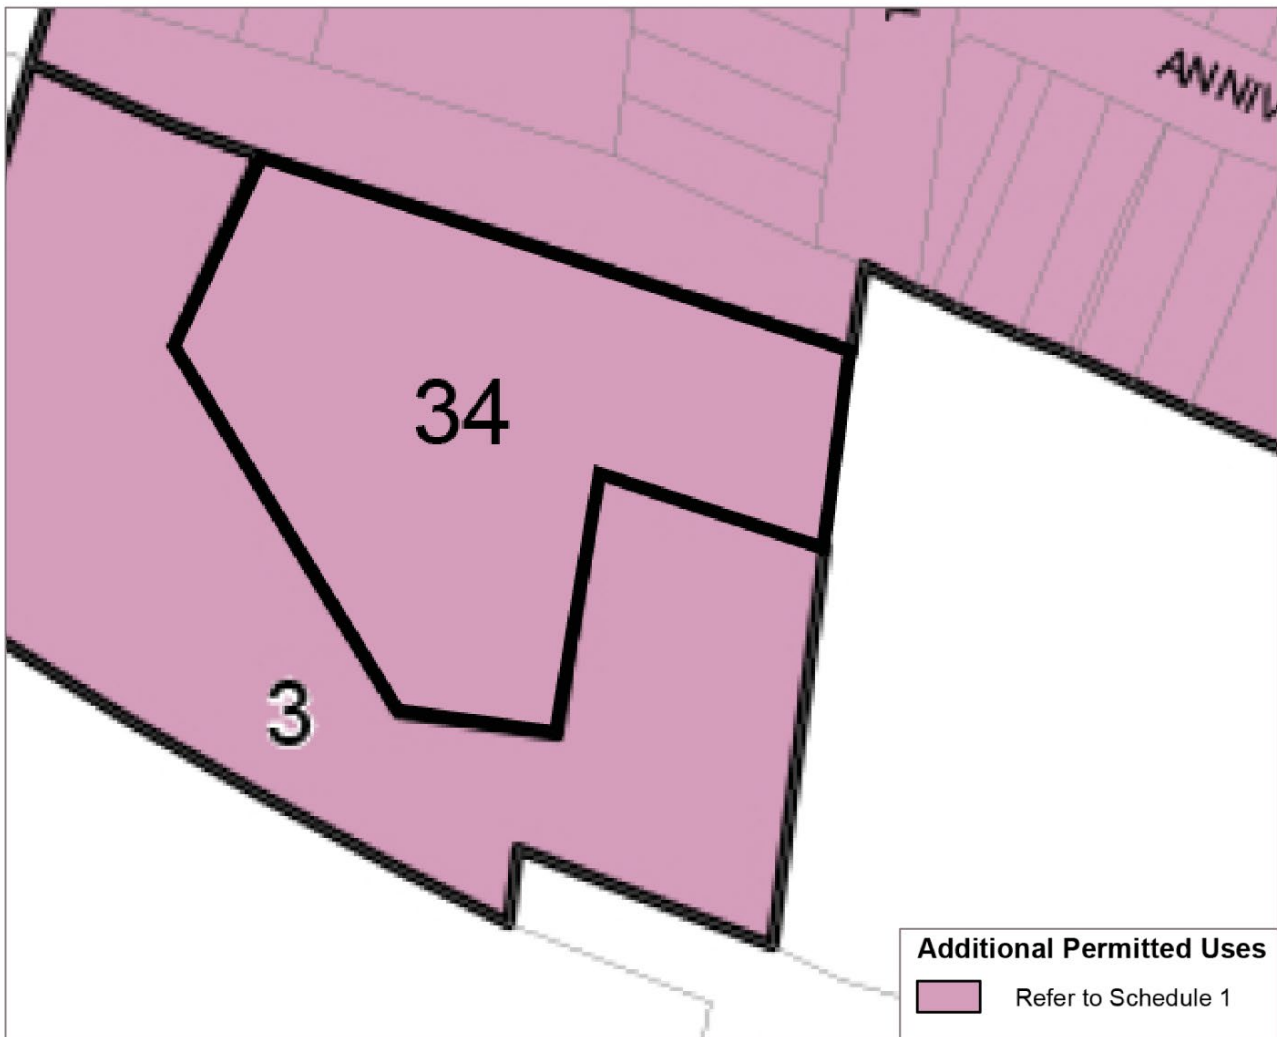 ANNIV
34
3
Additional Permitted Uses
Refer to Schedule 1